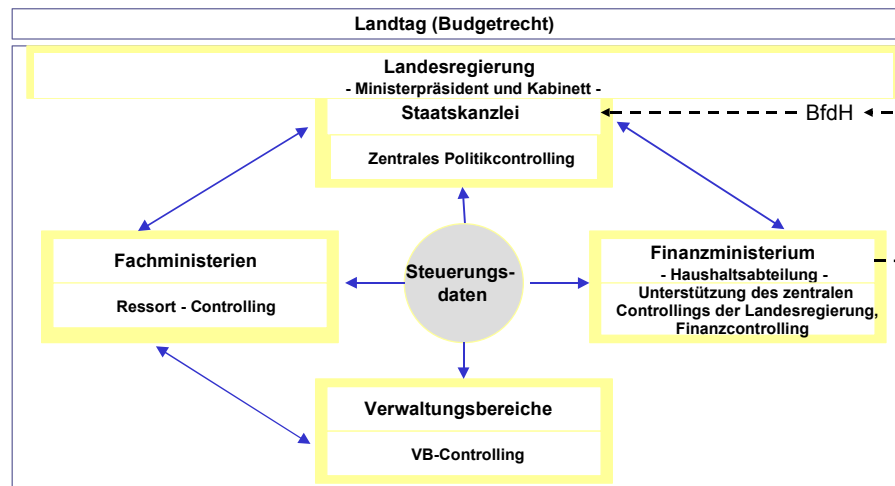 Landtag (Budgetrecht)
Landesregierung
- Ministerpräsident und Kabinett -
Staatskanzlei
BfdH
Zentrales Politikcontrolling
Fachministerien
Ressort - Controlling
Steuerungs-
daten
Finanzministerium
- Haushaltsabteilung -
Unterstützung des zentralen
Controllings der Landesregierung,
Finanzcontrolling
Verwaltungsbereiche
VB-Controlling